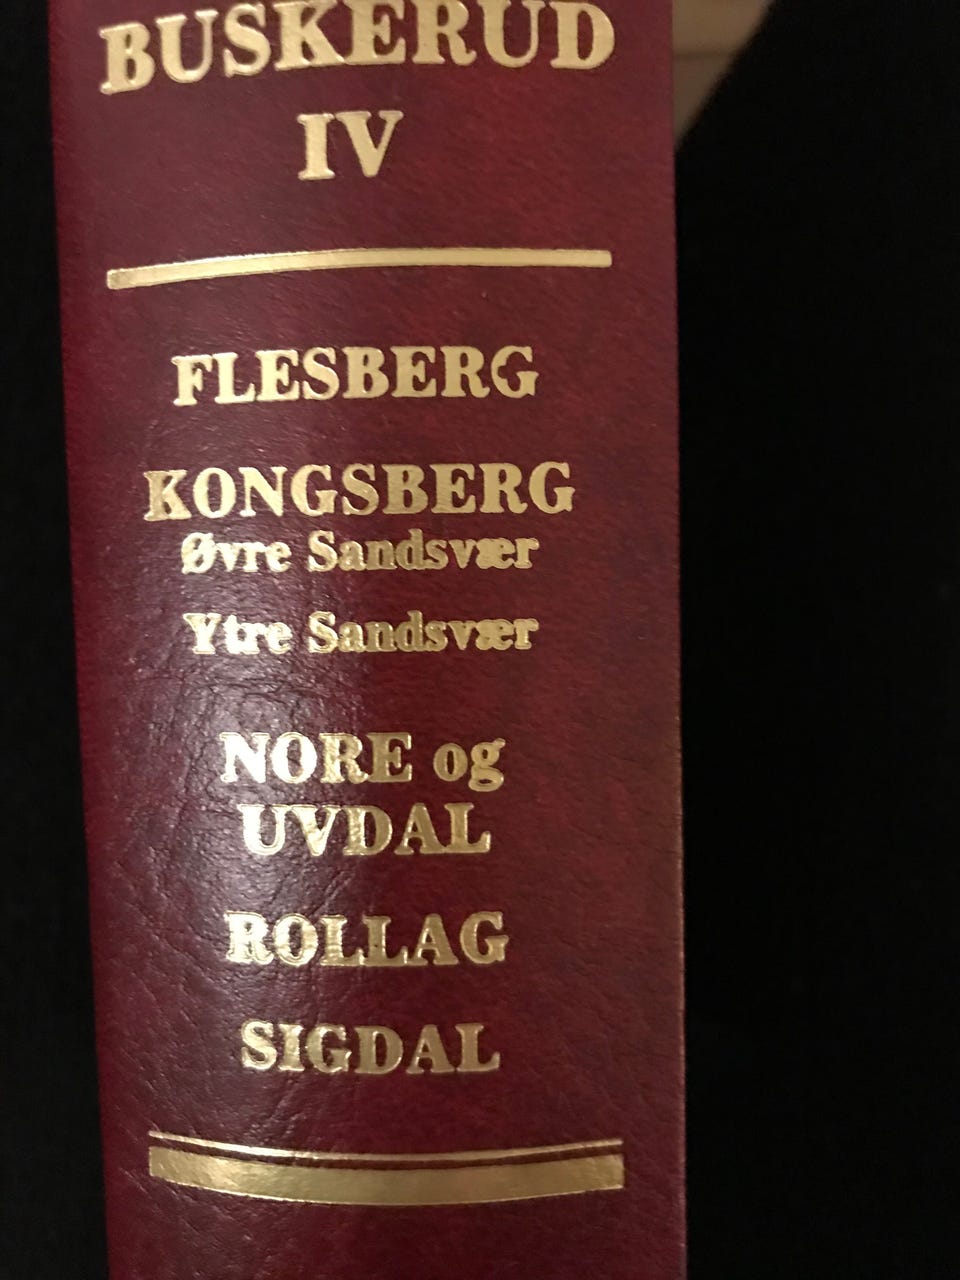 BUSKERUD
IV
FLESBERG
KONGSBERG
Øvre Sandsvær
Ytre Sandsvær
NORE og
UVDAL
ROLLAG
SIGDAL